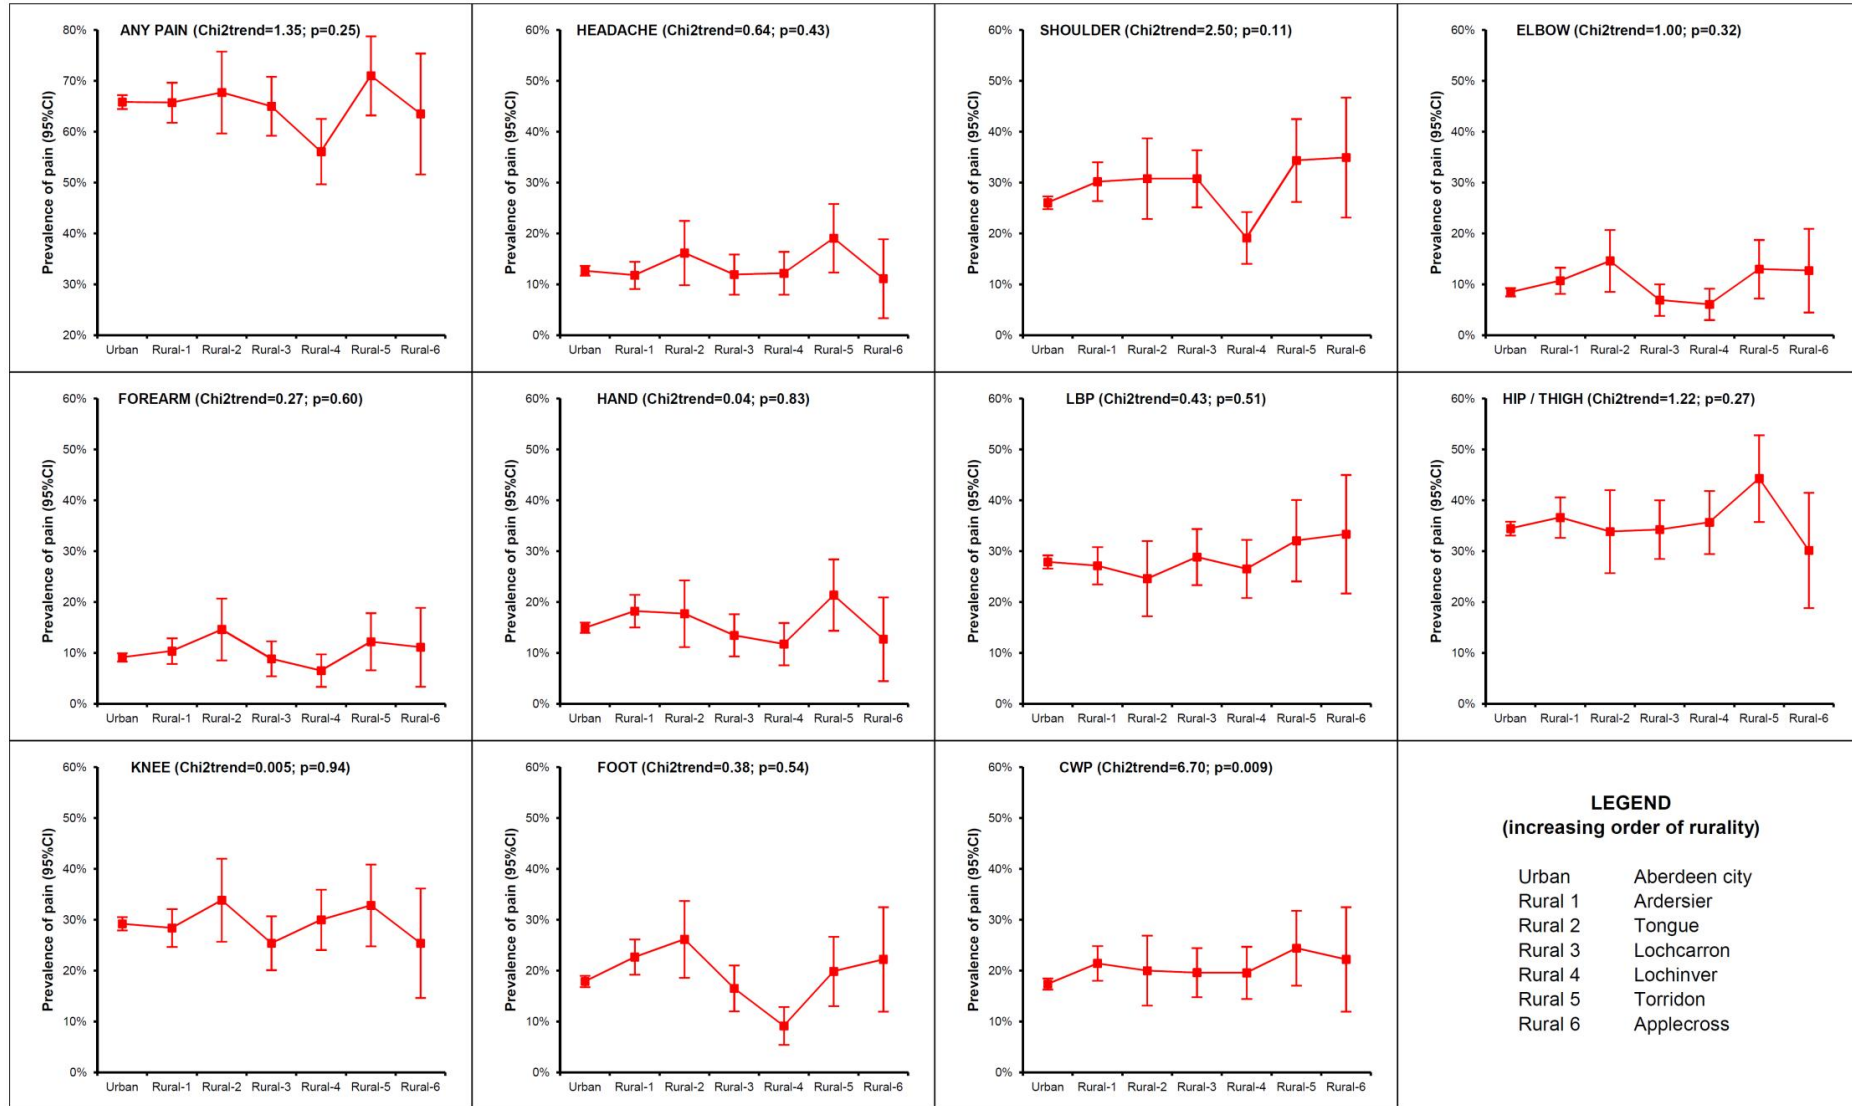 ANY PAIN (Chi2trend=1.35; p=0.25)
Prevalence of pain (95%CI)
80%
70%
60%
50%
40%
30%
20%
Urban Rural-1 Rural-2 Rural-3 Rural-4 Rural-5 Rural-6
HEADACHE (Chi2trend=0.64; p=0.43)
Prevalence of pain (95%CI)
60%
50%
40%
30%
20%
10%
0%
Urban Rural-1 Rural-2 Rural-3 Rural-4 Rural-5 Rural-6
SHOULDER (Chi2trend=2.50; p=0.11)
Prevalence of pain (95%CI)
60%
50%
40%
30%
20%
10%
0%
Urban Rural-1 Rural-2 Rural-3 Rural-4 Rural-5 Rural-6
ELBOW (Chi2trend=1.00; p=0.32)
Prevalence of pain (95%CI)
60%
50%
40%
30%
20%
10%
0%
Urban Rural-1 Rural-2 Rural-3 Rural-4 Rural-5 Rural-6
FOREARM (Chi2trend=0.27; p=0.60)
Prevalence of pain (95%CI)
60%
50%
40%
30%
20%
10%
0%
Urban Rural-1 Rural-2 Rural-3 Rural-4 Rural-5 Rural-6
HAND (Chi2trend=0.04; p=0.83)
Prevalence of pain (95%CI)
60%
50%
40%
30%
20%
10%
0%
Urban Rural-1 Rural-2 Rural-3 Rural-4 Rural-5 Rural-6
LBP (Chi2trend=0.43; p=0.51)
Prevalence of pain (95%CI)
60%
50%
40%
30%
20%
10%
0%
Urban Rural-1 Rural-2 Rural-3 Rural-4 Rural-5 Rural-6
HIP / THIGH (Chi2trend=1.22; p=0.27)
Prevalence of pain (95%CI)
60%
50%
40%
30%
20%
10%
0%
Urban Rural-1 Rural-2 Rural-3 Rural-4 Rural-5 Rural-6
KNEE (Chi2trend=0.005; p=0.94)
Prevalence of pain (95%CI)
60%
50%
40%
30%
20%
10%
0%
Urban Rural-1 Rural-2 Rural-3 Rural-4 Rural-5 Rural-6
FOOT (Chi2trend=0.38; p=0.54)
Prevalence of pain (95%CI)
60%
50%
40%
30%
20%
10%
0%
Urban Rural-1 Rural-2 Rural-3 Rural-4 Rural-5 Rural-6
CWP (Chi2trend=6.70; p=0.009)
Prevalence of pain (95%CI)
60%
50%
40%
30%
20%
10%
0%
Urban Rural-1 Rural-2 Rural-3 Rural-4 Rural-5 Rural-6
LEGEND
(increasing order of rurality)
Urban Aberdeen city
Rural 1 Ardersier
Rural 2 Tongue
Rural 3 Lochcarron
Rural 4 Lochinver
Rural 5 Torridon
Rural 6 Applecross